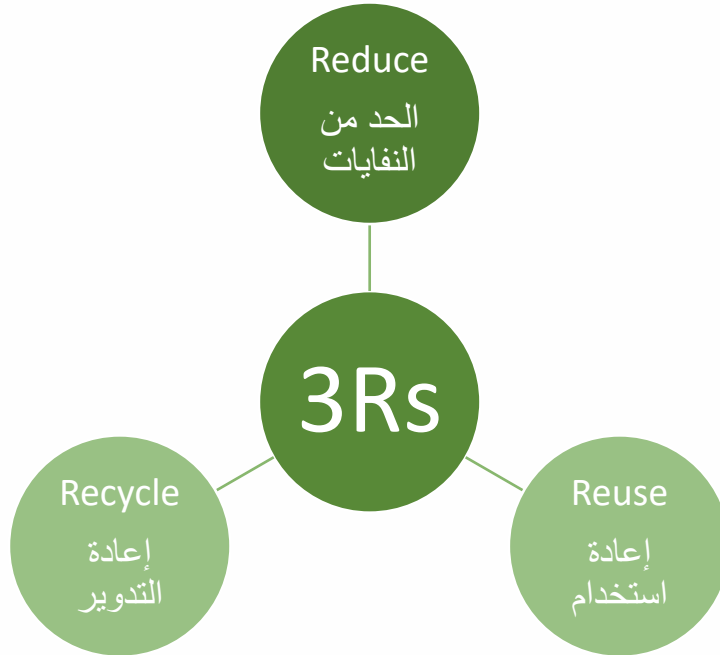 Reduce
الحد من
النفايات
3Rs
Recycle
إعادة
التدوير
Reuse
إعادة
استخدام